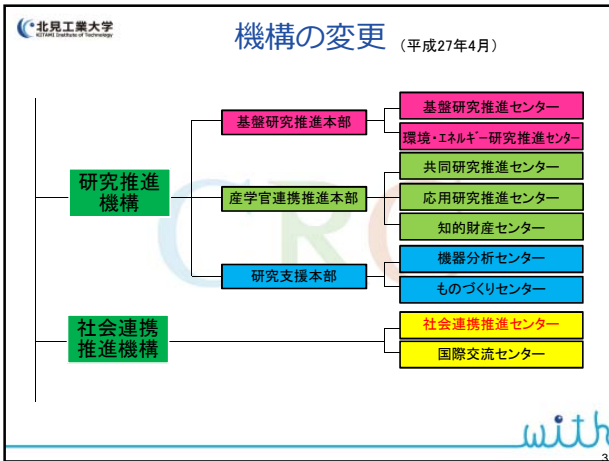 北見工業大学
KITAMI Institute of Technology
機構の変更 (平成27年4月)
基盤研究推進センター
基盤研究推進本部
環境・エネルギー研究推進センター
共同研究推進センター
研究推進
機構
産学官連携推進本部
応用研究推進センター
知的財産センター
機器分析センター
研究支援本部
ものづくりセンター
社会連携
推進機構
社会連携推進センター
国際交流センター
CRC
with
3